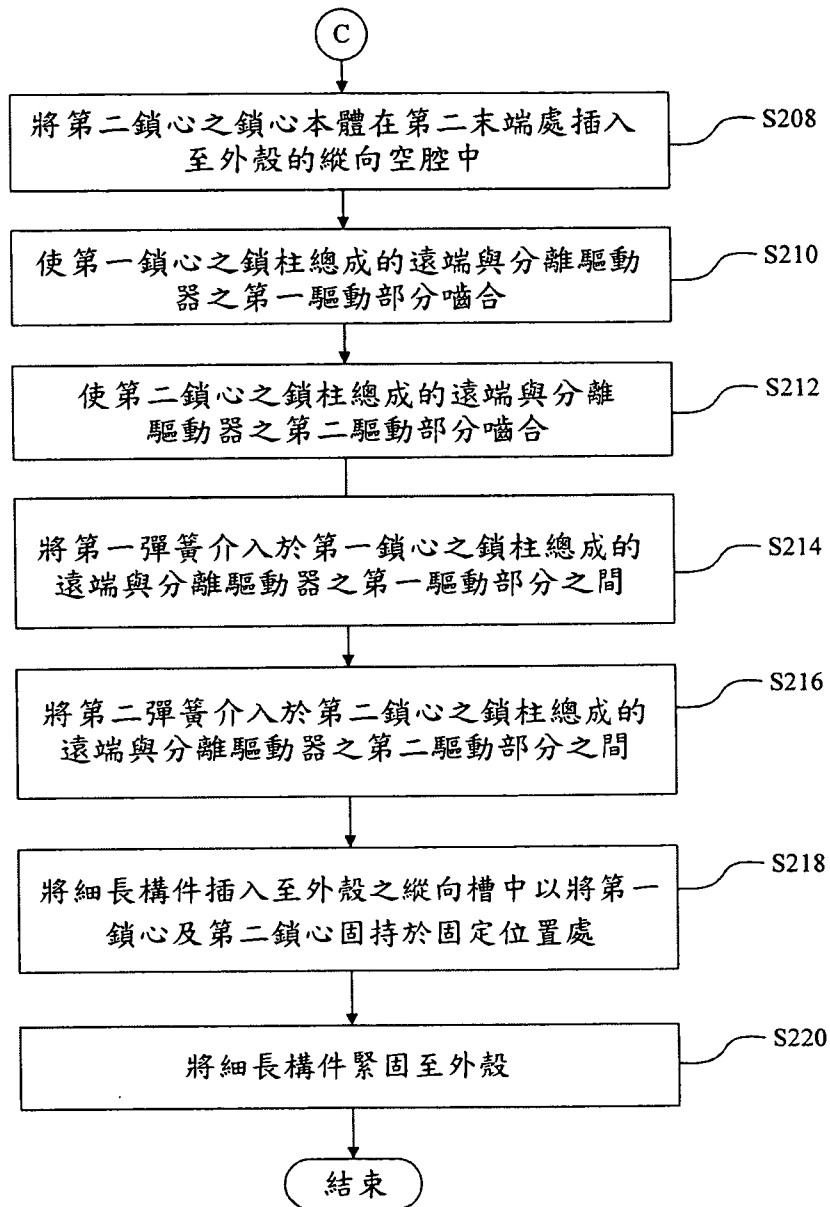 C
將第二鎖心之鎖心本體在第二末端處插入
至外殼的縱向空腔中
S208
使第一鎖心之鎖柱總成的遠端與分離驅動
器之第一驅動部分嚙合
S210
使第二鎖心之鎖柱總成的遠端與分離
驅動器之第二驅動部分嚙合
S212
將第一彈簧介入於第一鎖心之鎖柱總成的
遠端與分離驅動器之第一驅動部分之間
S214
將第二彈簧介入於第二鎖心之鎖柱總成的
遠端與分離驅動器之第二驅動部分之間
S216
將細長構件插入至外殼之縱向槽中以將第一
鎖心及第二鎖心固持於固定位置處
S218
將細長構件緊固至外殼
S220
結束